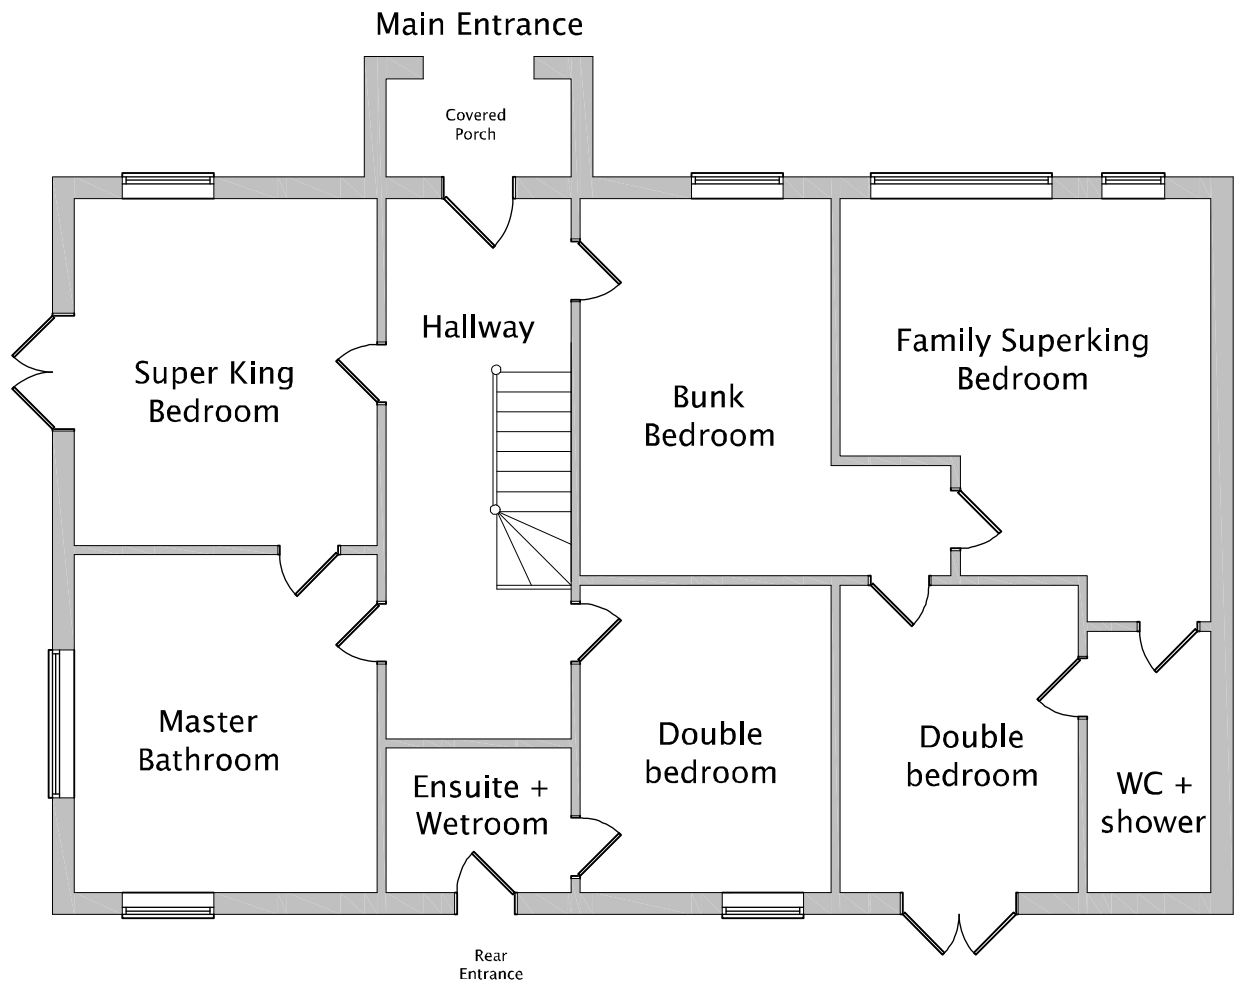 Main Entrance
Covered
Porch
Hallway
Super King
Bedroom
Bunk
Bedroom
Family Superking
Bedroom
Master
Bathroom
Ensuite +
Wetroom
Double
bedroom
Double
bedroom
WC +
shower
Rear
Entrance